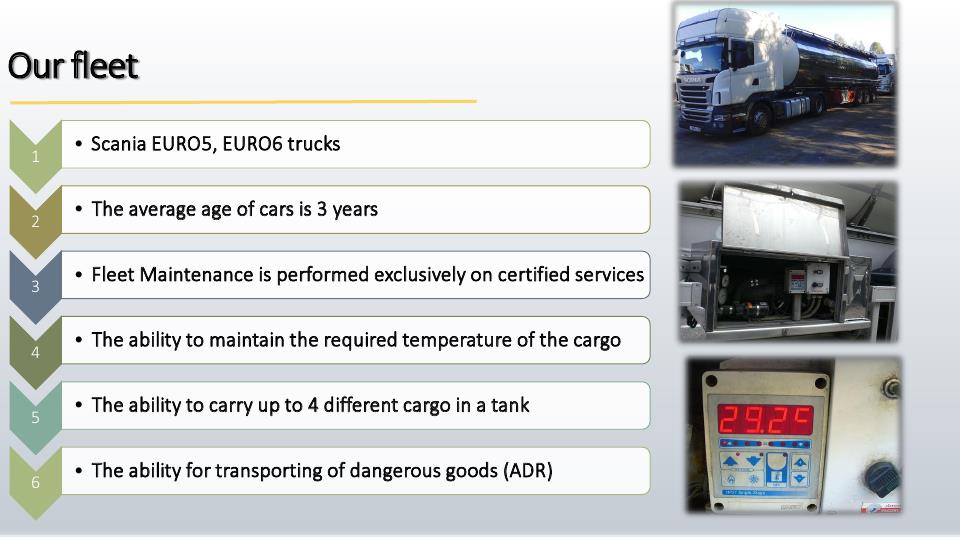 Our fleet
1
• Scania EURO5, EURO6 trucks
2
• The average age of cars is 3 years
3
• Fleet Maintenance is performed exclusively on certified services
4
• The ability to maintain the required temperature of the cargo
5
• The ability to carry up to 4 different cargo in a tank
6
• The ability for transporting of dangerous goods (ADR)
SCANIA
29.2c